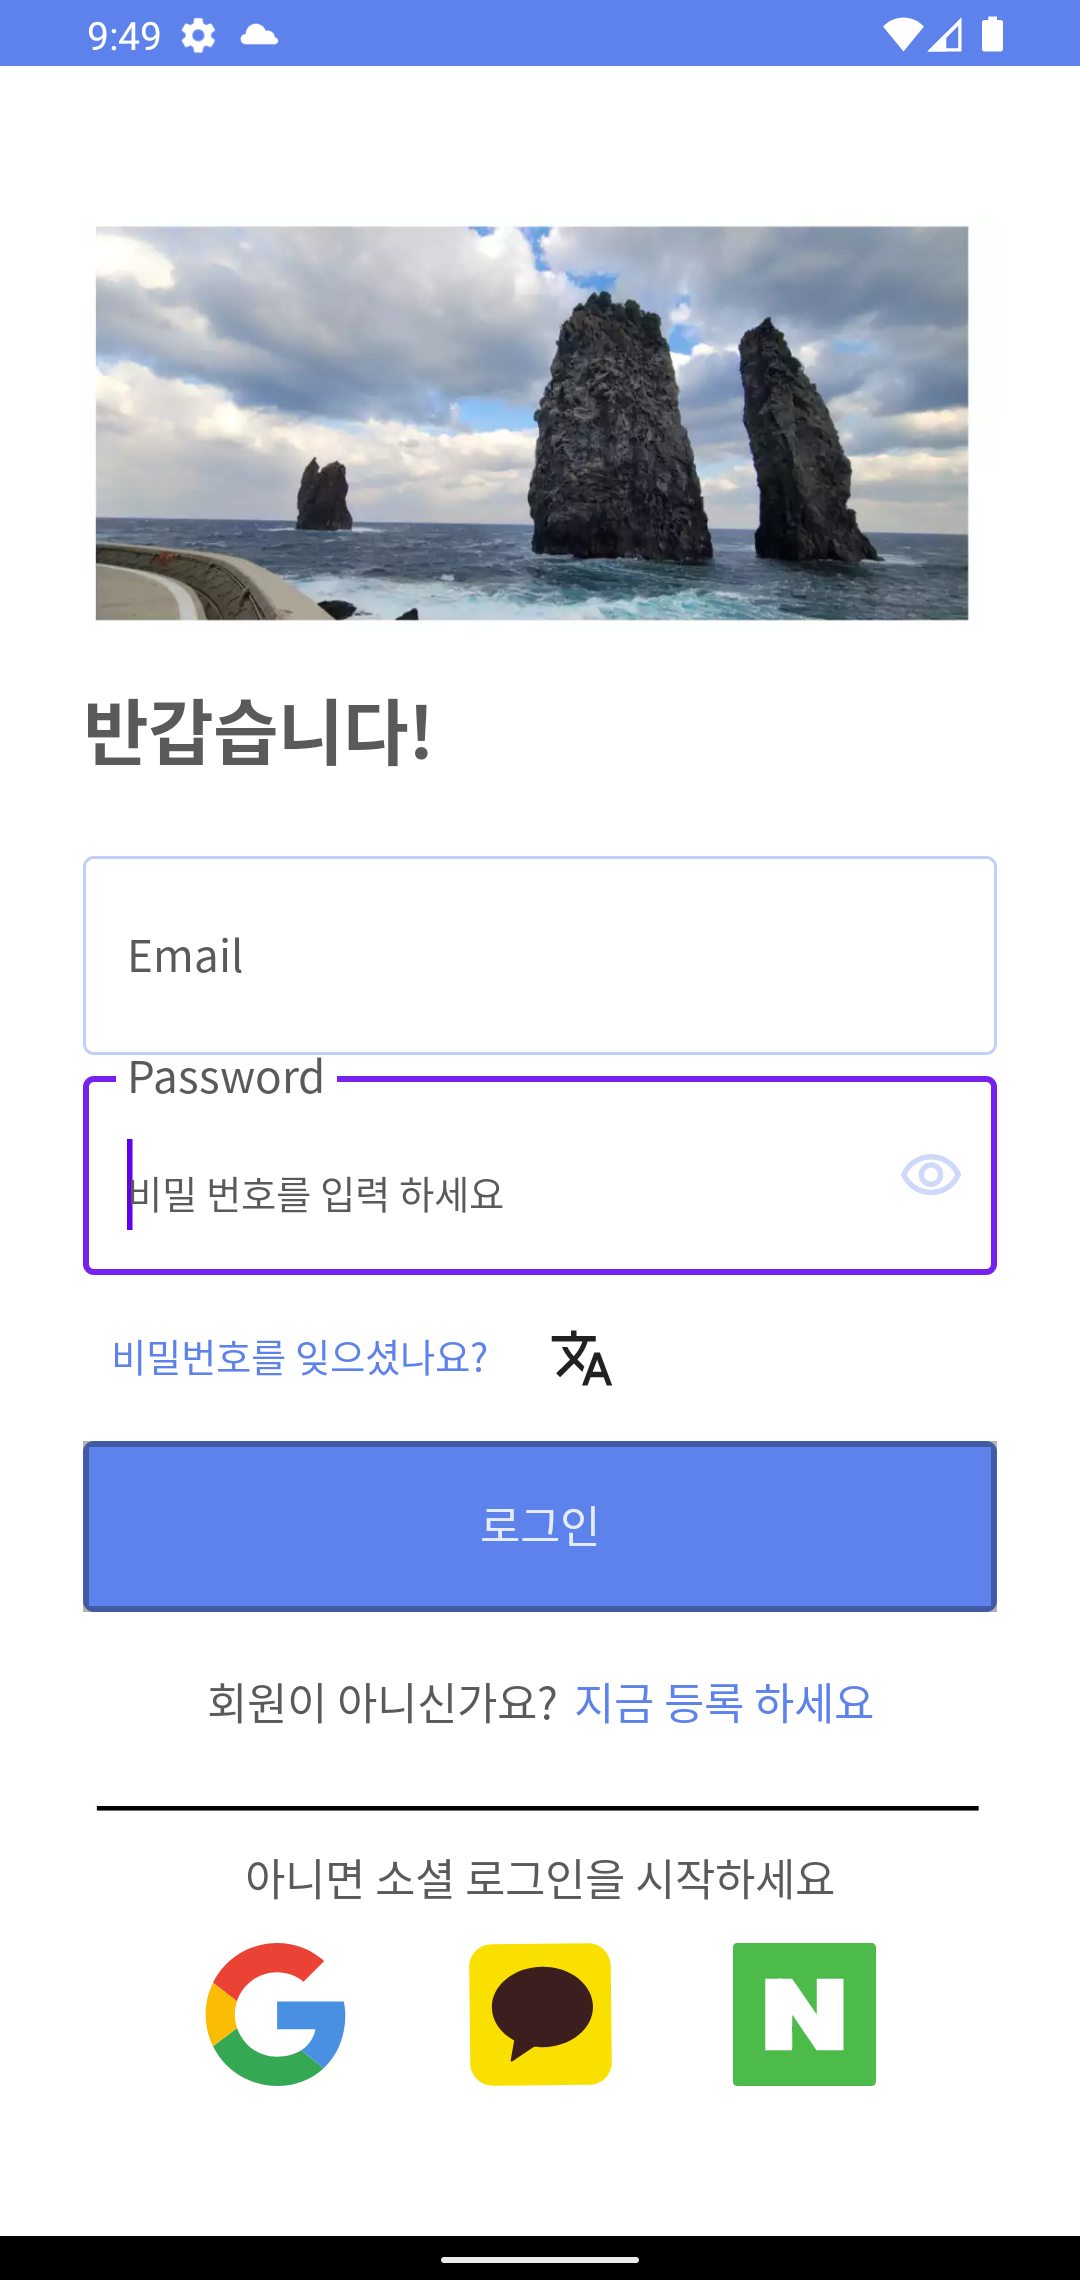 9:49
반갑습니다!
Email
Password
비밀 번호를 입력 하세요
비밀번호를 잊으셨나요?
로그인
회원이 아니신가요? 지금 등록 하세요
아니면 소셜 로그인을 시작하세요